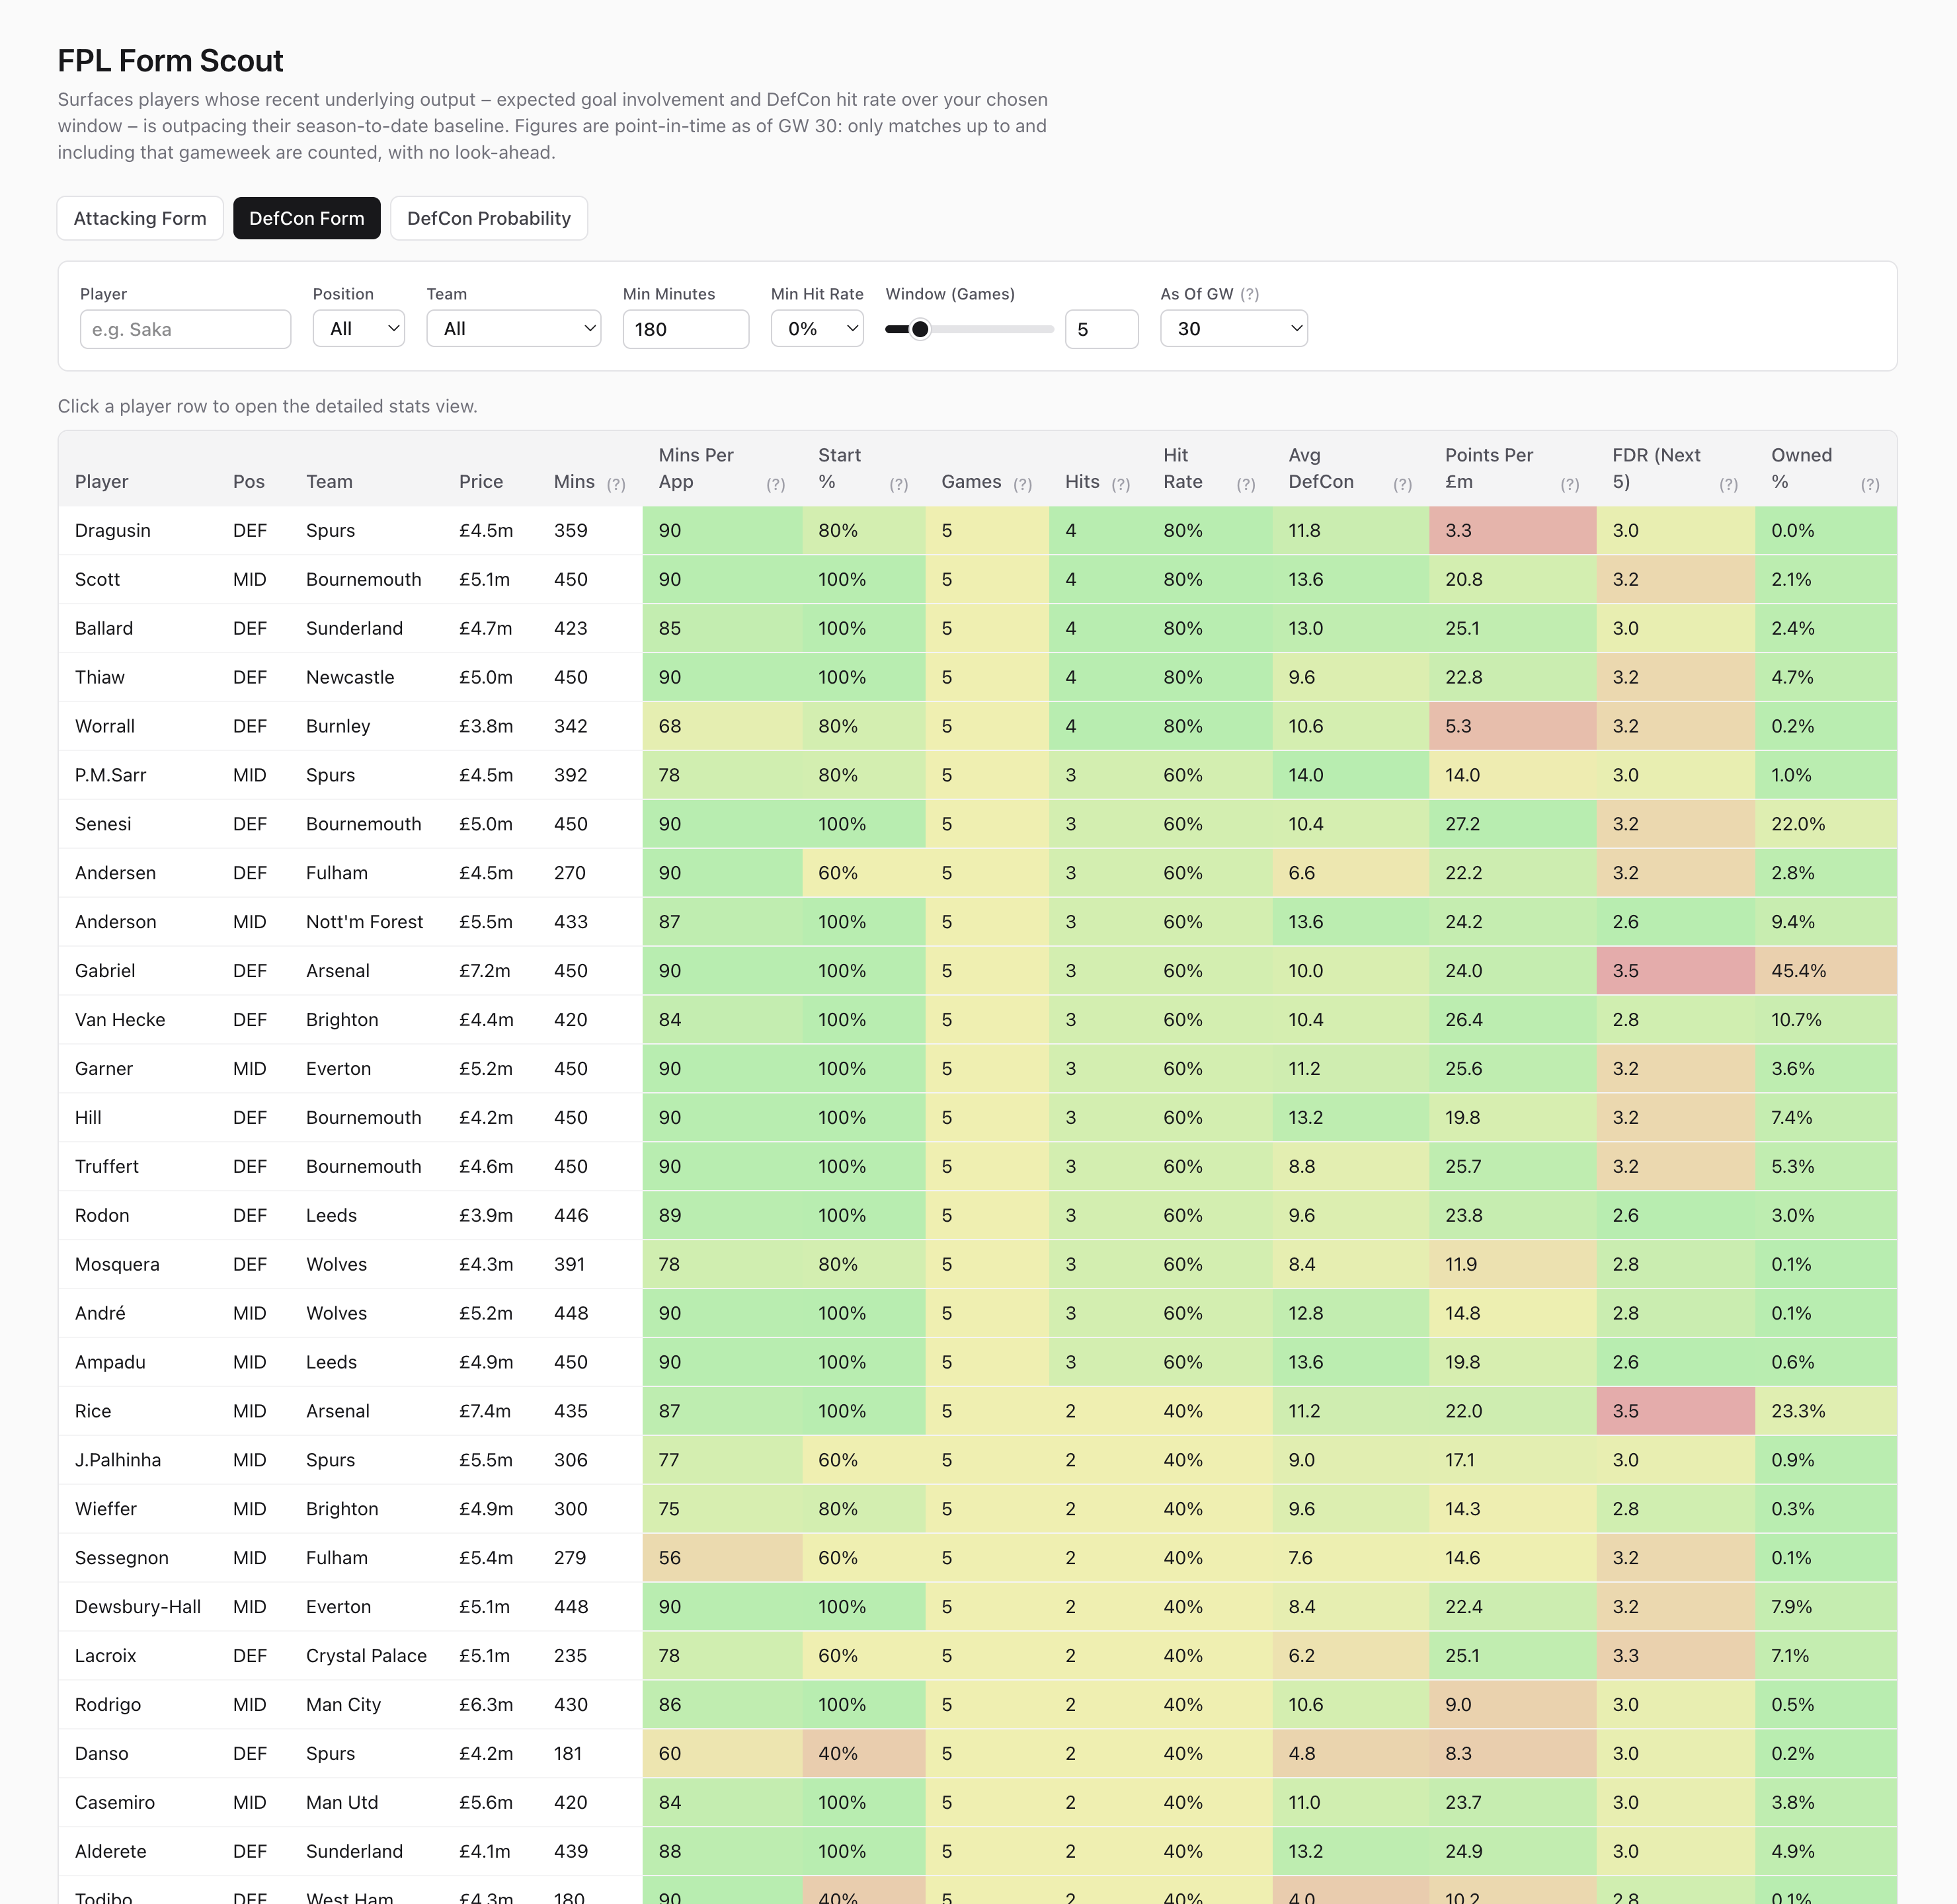 FPL Form Scout
Surfaces players whose recent underlying output – expected goal involvement and DefCon hit rate over your chosen
window – is outpacing their season-to-date baseline. Figures are point-in-time as of GW 30: only matches up to and
including that gameweek are counted, with no look-ahead.
Attacking Form DefCon Form DefCon Probability
Player Position Team Min Minutes Min Hit Rate Window (Games) As Of GW (?)
e.g. Saka All All 180 0% 5 30
Click a player row to open the detailed stats view.
Player Pos Team Price Mins (?) Mins Per App (?) Start % (?) Games (?) Hits (?) Hit Rate (?) Avg DefCon (?) Points Per £m (?) FDR (Next 5) (?) Owned % (?)
Dragusin DEF Spurs £4.5m 359 90 80% 5 4 80% 11.8 3.3 3.0 0.0%
Scott MID Bournemouth £5.1m 450 90 100% 5 4 80% 13.6 20.8 3.2 2.1%
Ballard DEF Sunderland £4.7m 423 85 100% 5 4 80% 13.0 25.1 3.0 2.4%
Thiaw DEF Newcastle £5.0m 450 90 100% 5 4 80% 9.6 22.8 3.2 4.7%
Worrall DEF Burnley £3.8m 342 68 80% 5 4 80% 10.6 5.3 3.2 0.2%
P.M.Sarr MID Spurs £4.5m 392 78 80% 5 3 60% 14.0 14.0 3.0 1.0%
Senesi DEF Bournemouth £5.0m 450 90 100% 5 3 60% 10.4 27.2 3.2 22.0%
Andersen DEF Fulham £4.5m 270 90 60% 5 3 60% 6.6 22.2 3.2 2.8%
Anderson MID Nott'm Forest £5.5m 433 87 100% 5 3 60% 13.6 24.2 2.6 9.4%
Gabriel DEF Arsenal £7.2m 450 90 100% 5 3 60% 10.0 24.0 3.5 45.4%
Van Hecke DEF Brighton £4.4m 420 84 100% 5 3 60% 10.4 26.4 2.8 10.7%
Garner MID Everton £5.2m 450 90 100% 5 3 60% 11.2 25.6 3.2 3.6%
Hill DEF Bournemouth £4.2m 450 90 100% 5 3 60% 13.2 19.8 3.2 7.4%
Truffert DEF Bournemouth £4.6m 450 90 100% 5 3 60% 8.8 25.7 3.2 5.3%
Rodon DEF Leeds £3.9m 446 89 100% 5 3 60% 9.6 23.8 2.6 3.0%
Mosquera DEF Wolves £4.3m 391 78 80% 5 3 60% 8.4 11.9 2.8 0.1%
André MID Wolves £5.2m 448 90 100% 5 3 60% 12.8 14.8 2.8 0.1%
Ampadu MID Leeds £4.9m 450 90 100% 5 3 60% 13.6 19.8 2.6 0.6%
Rice MID Arsenal £7.4m 435 87 100% 5 2 40% 11.2 22.0 3.5 23.3%
J.Palhinha MID Spurs £5.5m 306 77 60% 5 2 40% 9.0 17.1 3.0 0.9%
Wieffer MID Brighton £4.9m 300 75 80% 5 2 40% 9.6 14.3 2.8 0.3%
Sessegnon MID Fulham £5.4m 279 56 60% 5 2 40% 7.6 14.6 3.2 0.1%
Dewsbury-Hall MID Everton £5.1m 448 90 100% 5 2 40% 8.4 22.4 3.2 7.9%
Lacroix DEF Crystal Palace £5.1m 235 78 60% 5 2 40% 6.2 25.1 3.3 7.1%
Rodrigo MID Man City £6.3m 430 86 100% 5 2 40% 10.6 9.0 3.0 0.5%
Danso DEF Spurs £4.2m 181 60 40% 5 2 40% 4.8 8.3 3.0 0.2%
Casemiro MID Man Utd £5.6m 420 84 100% 5 2 40% 11.0 23.7 3.0 3.8%
Alderete DEF Sunderland £4.1m 439 88 100% 5 2 40% 13.2 24.9 3.0 4.9%
Todibo DEF West Ham £4.3m 180 90 40% 5 2 40% 4.0 10.2 2.8 0.1%